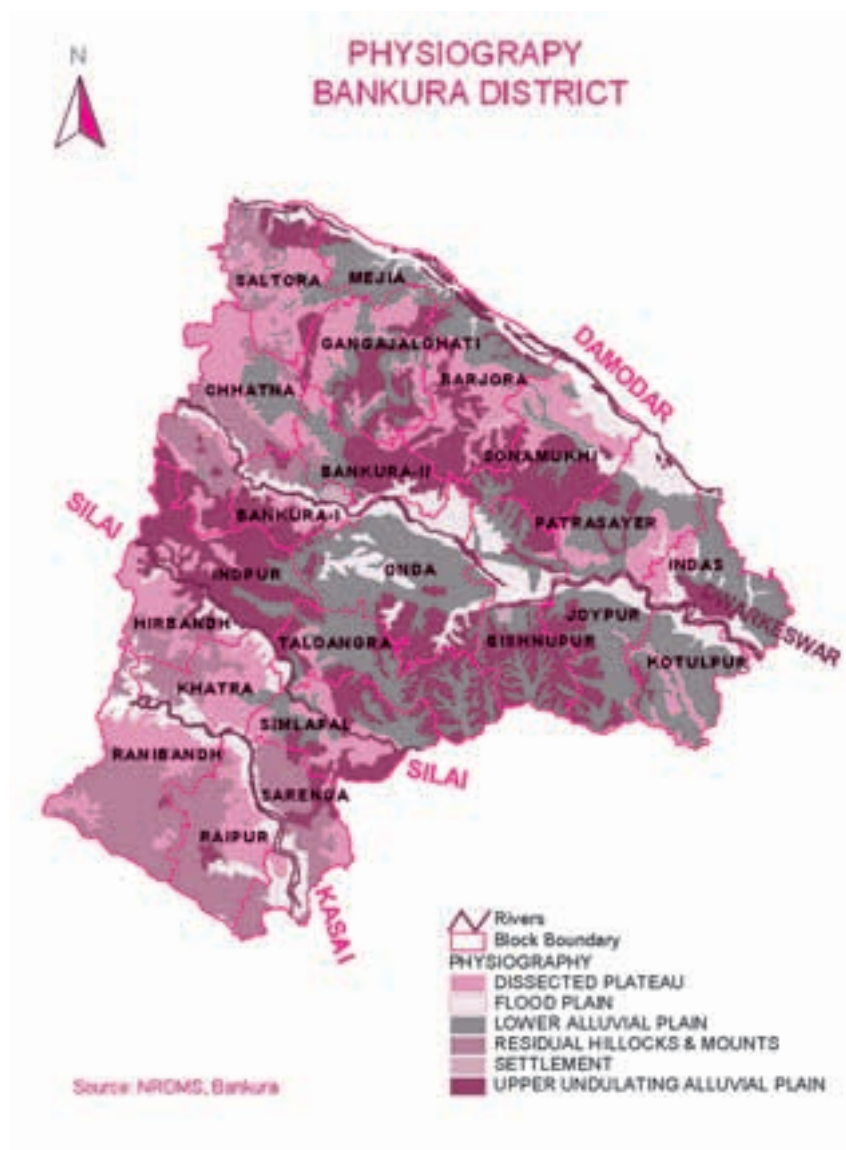 N
PHYSIOGRAPY
BANKURA DISTRICT
SALTORA
MEJIA
GANGAJALGHATI
DAMODAR
BARJORA
CHHATNA
SONAMUKHI
BANKURA-II
SILAI
BANKURA-I
PATRASAYER
INDAS
INDPUR
ONDA
DWARKESWAR
JOYPUR
HIRBANDH
TALDANGRA
BISHNUPUR
KOTULPUR
KHATRA
SIMLAPAL
RANIBANDH
SILAI
SARENGA
RAIPUR
KASAI
Rivers
Block Boundary
PHYSIOGRAPHY
DISSECTED PLATEAU
FLOOD PLAIN
LOWER ALLUVIAL PLAIN
RESIDUAL HILLOCKS & MOUNTS
SETTLEMENT
UPPER UNDULATING ALLUVIAL PLAIN
Source: NRDMS, Bankura